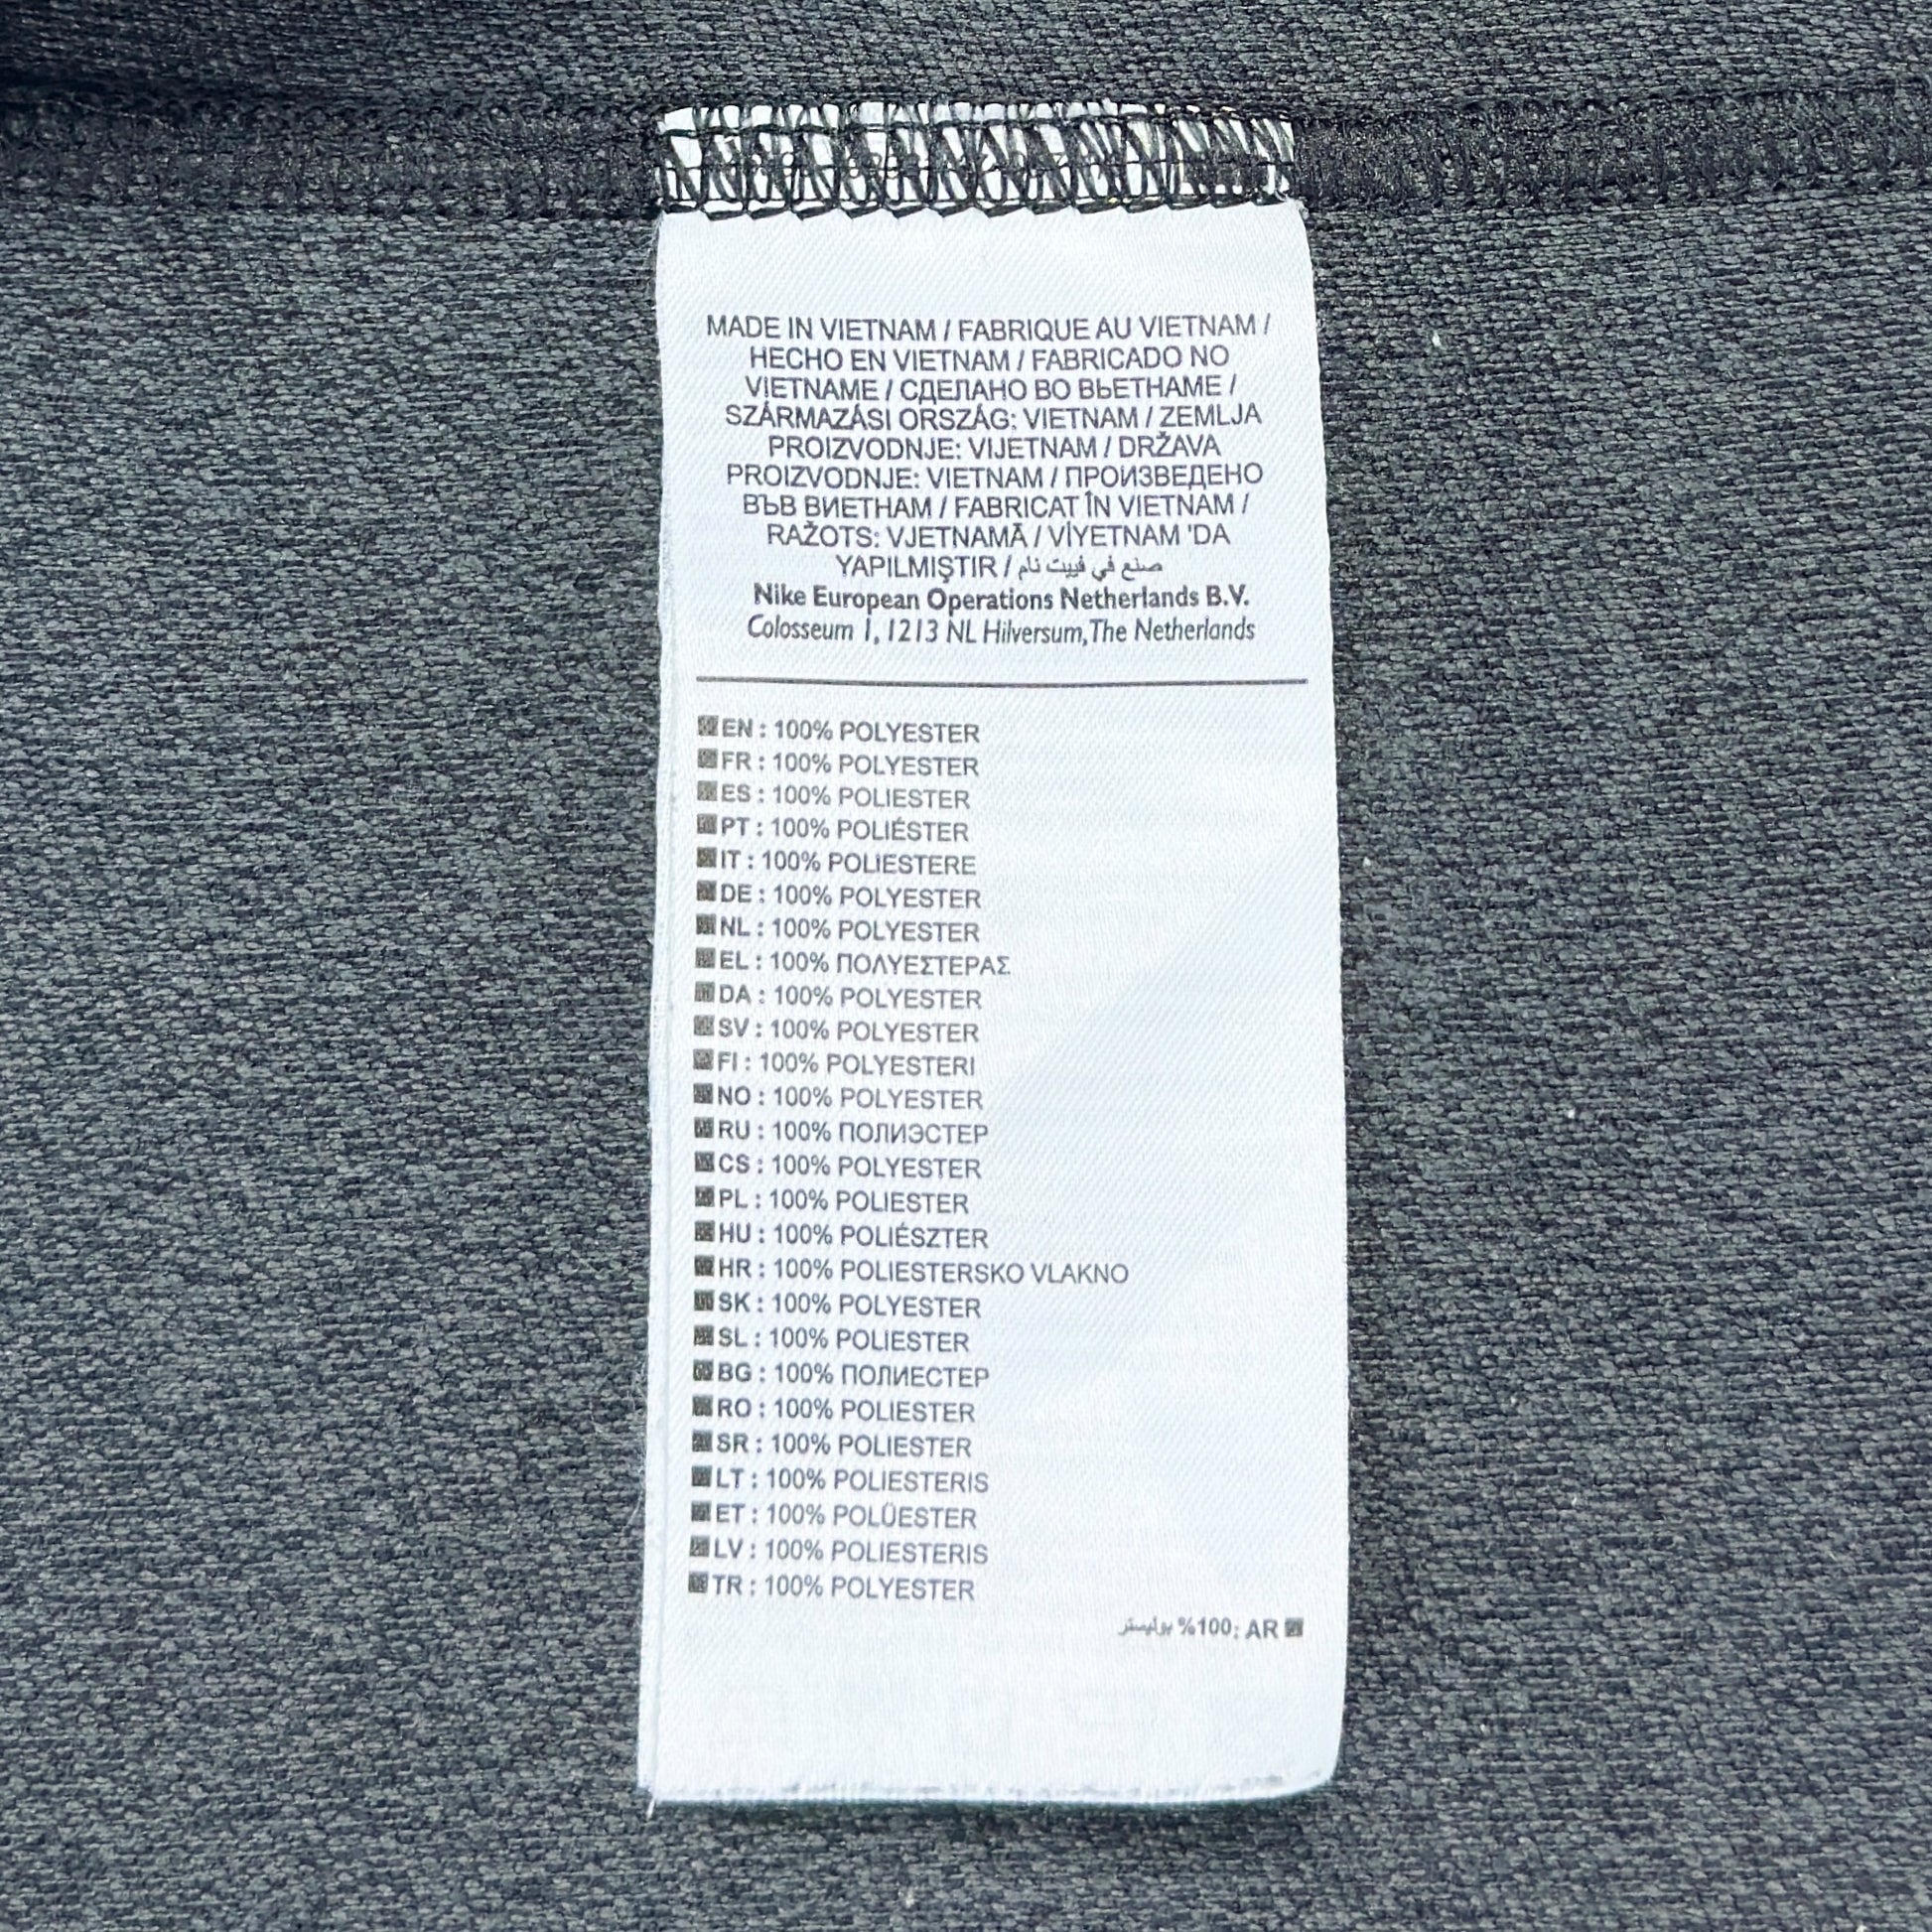 MADE IN VIETNAM / FABRIQUE AU VIETNAM /
HECHO EN VIETNAM / FABRICADO NO
VIETNAME / СДЕЛАНО ВО ВЬЕТНАМЕ /
SZÁRMAZÁSI ORSZÁG: VIETNAM / ZEMLJA
PROIZVODNJE: VIJETNAM / DRŽAVA
PROIZVODNJE: VIETNAM / ПРОИЗВЕДЕНО
ВЪВ ВИЕТНАМ / FABRICAT ÎN VIETNAM /
RAŽOTS: VJETNAMĀ / VİYETNAM 'DA
YAPILMIŞTIR / صنع في فييت نام
Nike European Operations Netherlands B.V.
Colosseum 1, 1213 NL Hilversum, The Netherlands
EN : 100% POLYESTER
FR : 100% POLYESTER
ES : 100% POLIESTER
PT : 100% POLIÉSTER
IT : 100% POLIESTERE
DE : 100% POLYESTER
NL : 100% POLYESTER
EL : 100% ΠΟΛΥΕΣΤΕΡΑΣ
DA : 100% POLYESTER
SV : 100% POLYESTER
FI : 100% POLYESTERI
NO : 100% POLYESTER
RU : 100% ПОЛИЭСТЕР
CS : 100% POLYESTER
PL : 100% POLIESTER
HU : 100% POLIÉSZTER
HR : 100% POLIESTERSKO VLAKNO
SK : 100% POLYESTER
SL : 100% POLIESTER
BG : 100% ПОЛИЕСТЕР
RO : 100% POLIESTER
SR : 100% POLIESTER
LT : 100% POLIESTERIS
ET : 100% POLÜESTER
LV : 100% POLIESTERIS
TR : 100% POLYESTER
AR :100% بوليستر